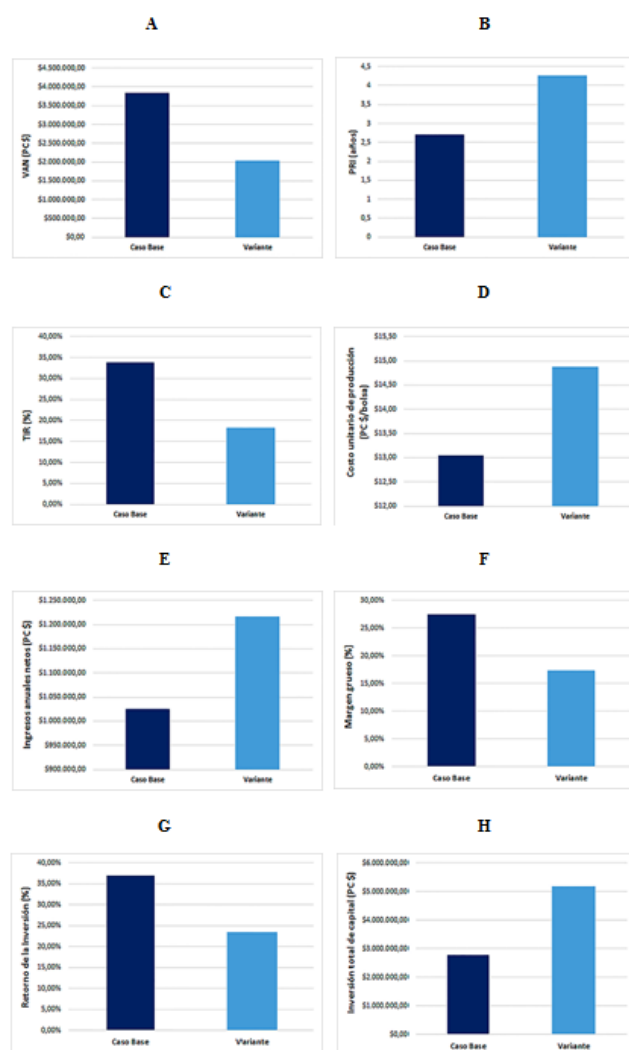 A
B
VAN (PC $)
$4.500.000,00
$4.000.000,00
$3.500.000,00
$3.000.000,00
$2.500.000,00
$2.000.000,00
$1.500.000,00
$1.000.000,00
$500.000,00
$0,00
Caso Base
Variante
PRI (años)
4,5
4
3,5
3
2,5
2
1,5
1
0,5
0
Caso Base
Variante
C
D
TIR (%)
40,00%
35,00%
30,00%
25,00%
20,00%
15,00%
10,00%
5,00%
0,00%
Caso Base
Variante
Costo unitario de producción
(PC $/bolsa)
$15,50
$15,00
$14,50
$14,00
$13,50
$13,00
$12,50
$12,00
Caso Base
Variante
E
F
Ingresos anuales netos (PC $)
$1.250.000,00
$1.200.000,00
$1.150.000,00
$1.100.000,00
$1.050.000,00
$1.000.000,00
$950.000,00
$900.000,00
Caso Base
Variante
Margen grueso (%)
30,00%
25,00%
20,00%
15,00%
10,00%
5,00%
0,00%
Caso Base
Variante
G
H
Retorno de la Inversión (%)
40,00%
35,00%
30,00%
25,00%
20,00%
15,00%
10,00%
5,00%
0,00%
Caso Base
Variante
Inversión total de capital (PC $)
$6.000.000,00
$5.000.000,00
$4.000.000,00
$3.000.000,00
$2.000.000,00
$1.000.000,00
$0,00
Caso Base
Variante